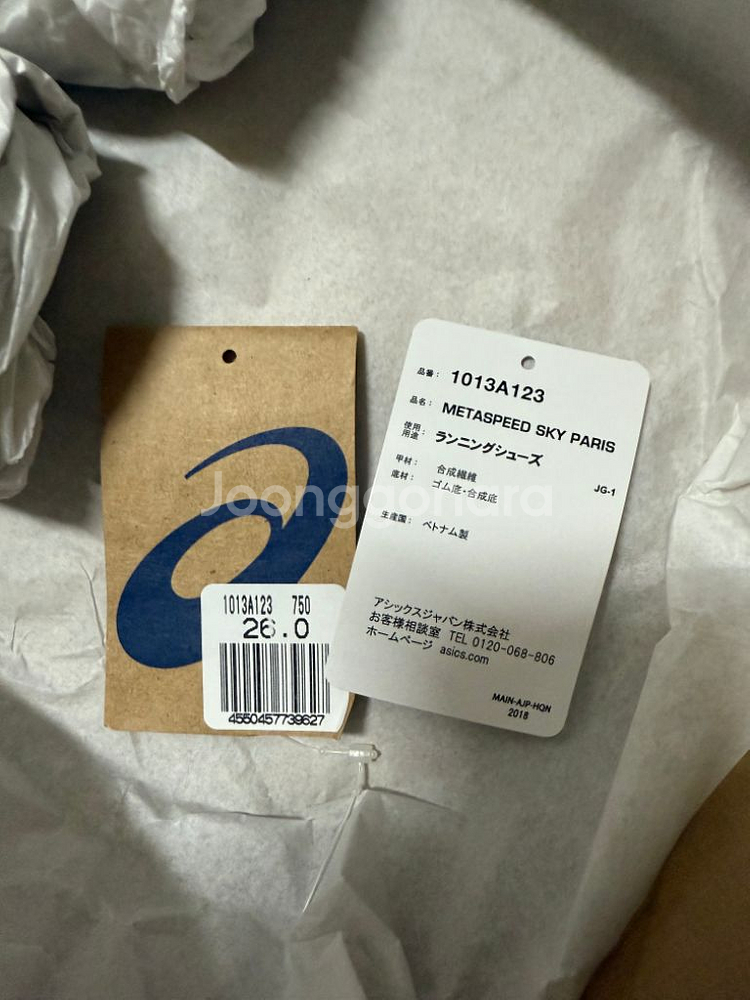 1013A123 750
26.0
4550457739627
品番: 1013A123
品名: METASPEED SKY PARIS
使用用途: ランニングシューズ
甲材: 合成繊維
底材: ゴム底・合成底
JG-1
生産国: ベトナム製
アシックスジャパン株式会社
お客様相談室 TEL 0120-068-806
ホームページ asics.com
MAIN-AJP-HQN
2018
Joonggonara